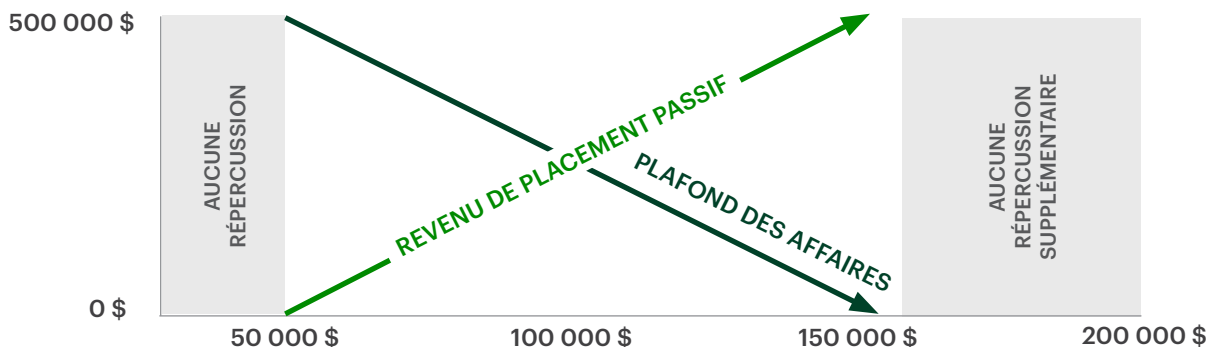 500 000 $
AUCUNE
RÉPERCUSSION
REVENU DE PLACEMENT PASSIF
PLAFOND DES AFFAIRES
AUCUNE
RÉPERCUSSION
SUPPLÉMENTAIRE
0 $
50 000 $
100 000 $
150 000 $
200 000 $